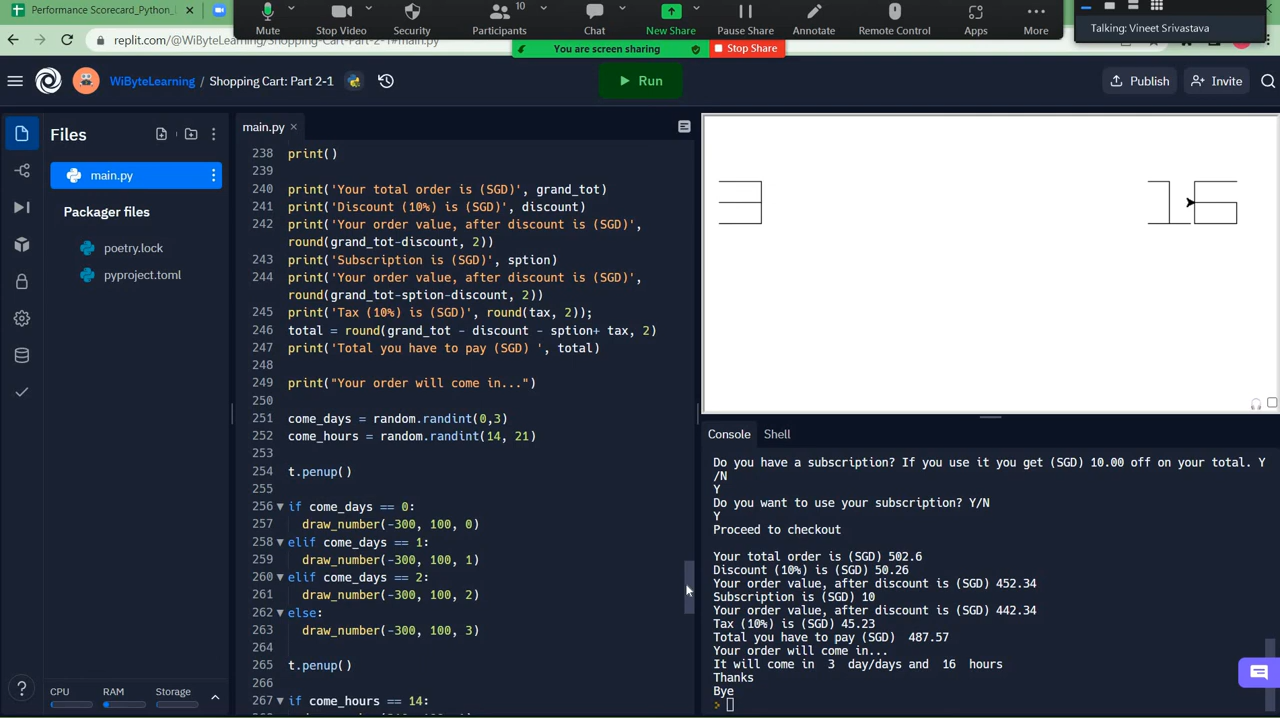 Performance Scorecard_Python_
replit.com/@WiByteLearning/Shopping-Cart-Part-2-1#main.py
Mute
Stop Video
Security
Participants
10
Chat
New Share
Pause Share
Annotate
Remote Control
Apps
More
You are screen sharing
Stop Share
Talking: Vineet Srivastava
WiByteLearning / Shopping Cart: Part 2-1
Run
Publish
Invite
Files
main.py
Packager files
poetry.lock
pyproject.toml
CPU
RAM
Storage
main.py
238 print()
239
240 print('Your total order is (SGD)', grand_tot)
241 print('Discount (10%) is (SGD)', discount)
242 print('Your order value, after discount is (SGD)',
round(grand_tot-discount, 2))
243 print('Subscription is (SGD)', sption)
244 print('Your order value, after discount is (SGD)',
round(grand_tot-sption-discount, 2))
245 print('Tax (10%) is (SGD)', round(tax, 2));
246 total = round(grand_tot - discount - sption+ tax, 2)
247 print('Total you have to pay (SGD) ', total)
248
249 print("Your order will come in...")
250
251 come_days = random.randint(0,3)
252 come_hours = random.randint(14, 21)
253
254 t.penup()
255
256 if come_days == 0:
257 draw_number(-300, 100, 0)
258 elif come_days == 1:
259 draw_number(-300, 100, 1)
260 elif come_days == 2:
261 draw_number(-300, 100, 2)
262 else:
263 draw_number(-300, 100, 3)
264
265 t.penup()
266
267 if come_hours == 14:
Console
Shell
Do you have a subscription? If you use it you get (SGD) 10.00 off on your total. Y
/N
Y
Do you want to use your subscription? Y/N
Y
Proceed to checkout
Your total order is (SGD) 502.6
Discount (10%) is (SGD) 50.26
Your order value, after discount is (SGD) 452.34
Subscription is (SGD) 10
Your order value, after discount is (SGD) 442.34
Tax (10%) is (SGD) 45.23
Total you have to pay (SGD)  487.57
Your order will come in...
It will come in  3  day/days and  16  hours
Thanks
Bye
>